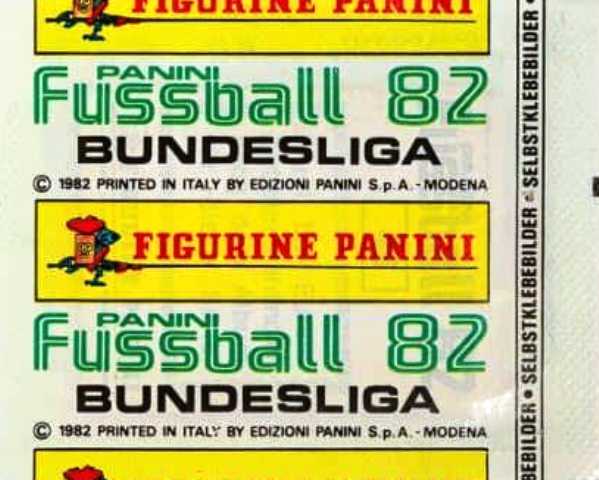 FIGURINE PANINI
PANINI
Fussball 82
BUNDESLIGA
© 1982 PRINTED IN ITALY BY EDIZIONI PANINI S.p.A. - MODENA
FIGURINE PANINI
PANINI
Fussball 82
BUNDESLIGA
© 1982 PRINTED IN ITALY BY EDIZIONI PANINI S.p.A. - MODENA
BEBILDER • SELBSTKLEBEBILDER • SELBSTKLEBEBILDER •